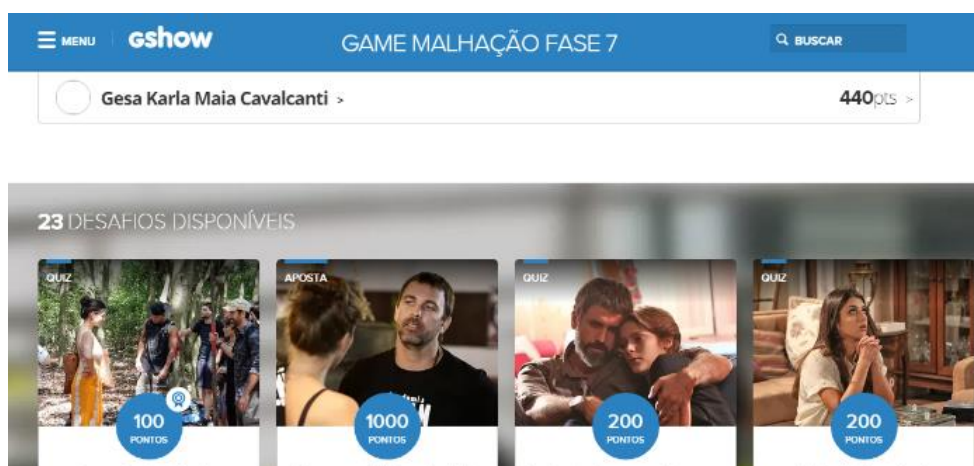 MENU gshow GAME MALHAÇÃO FASE 7 BUSCAR
Gesa Karla Maia Cavalcanti > 440pts >
23 DESAFIOS DISPONÍVEIS
QUIZ APOSTA QUIZ QUIZ
100 1000 200 200
PONTOS PONTOS PONTOS PONTOS